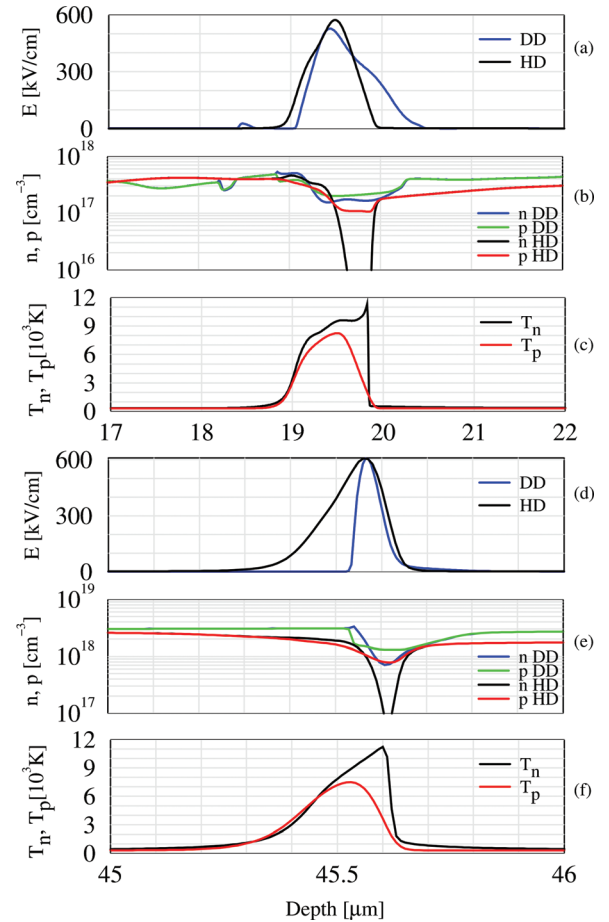 600
300
0
E [kV/cm]
DD
HD
(a)
10^18
10^17
10^16
n, p [cm^-3]
n DD
p DD
n HD
p HD
(b)
12
9
6
3
0
T_n, T_p[10^3K]
T_n
T_p
(c)
17 18 19 20 21 22
600
300
0
E [kV/cm]
DD
HD
(d)
10^19
10^18
10^17
n, p [cm^-3]
n DD
p DD
n HD
p HD
(e)
12
9
6
3
0
T_n, T_p[10^3K]
T_n
T_p
(f)
45 45.5 46
Depth [μm]